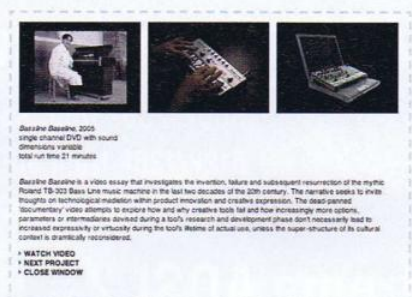 Bassline Baseline, 2005
single channel DVD with sound
dimensions variable
total run time 21 minutes
Bassline Baseline is a video essay that investigates the invention, failure and subsequent resurrection of the mythic
Roland TB-303 Bass Line music machine in the last two decades of the 20th century. The narrative seeks to invite
thoughts on technological mediation within product innovation and creative expression. The dead-panned
'documentary' video attempts to explore how and why creative tools fail and how increasingly more options,
parameters or intermediaries advised during a tool's research and development phase don't necessarily lead to
increased expressivity or virtuosity during the tool's lifetime of actual use, unless the super-structure of its cultural
context is dramtically reconsidered.
WATCH VIDEO
NEXT PROJECT
CLOSE WINDOW